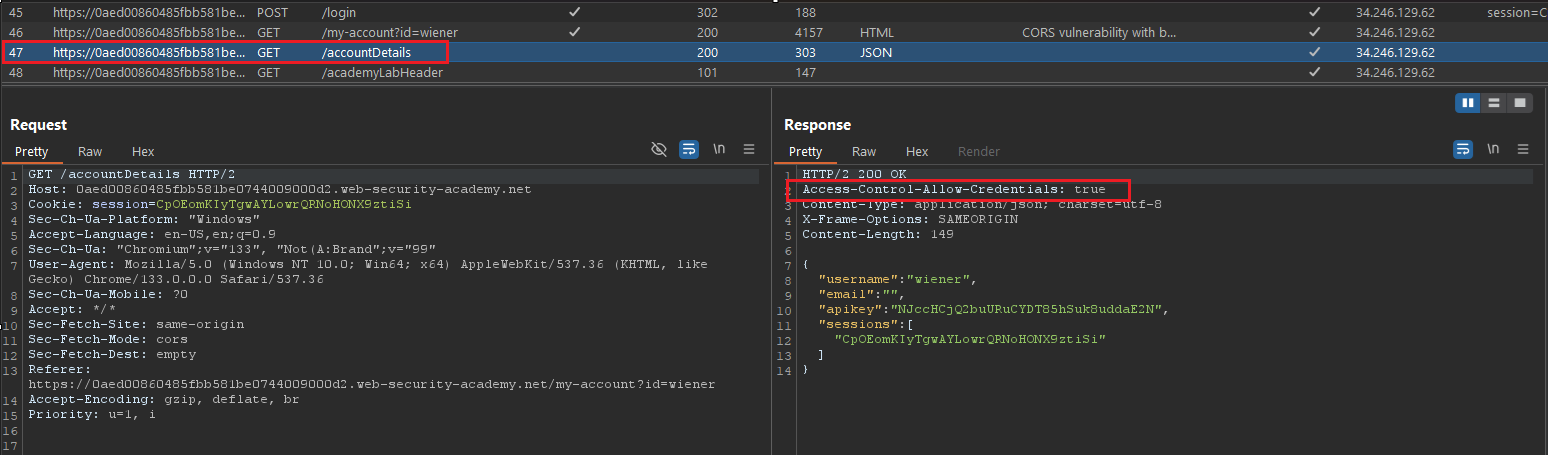 45 https://0aed00860485fbb581be... POST /login ✓ 302 188 ✓ 34.246.129.62 session=C
46 https://0aed00860485fbb581be... GET /my-account?id=wiener ✓ 200 4157 HTML CORS vulnerability with b... ✓ 34.246.129.62
47 https://0aed00860485fbb581be... GET /accountDetails 200 303 JSON ✓ 34.246.129.62
48 https://0aed00860485fbb581be... GET /academyLabHeader 101 147 ✓ 34.246.129.62
Request
Pretty Raw Hex \n
1 GET /accountDetails HTTP/2
2 Host: 0aed00860485fbb581be0744009000d2.web-security-academy.net
3 Cookie: session=CpOEomKIyTgwAYLowrQRNoHONX9ztiSi
4 Sec-Ch-Ua-Platform: "Windows"
5 Accept-Language: en-US,en;q=0.9
6 Sec-Ch-Ua: "Chromium";v="133", "Not(A:Brand";v="99"
7 User-Agent: Mozilla/5.0 (Windows NT 10.0; Win64; x64) AppleWebKit/537.36 (KHTML, like
Gecko) Chrome/133.0.0.0 Safari/537.36
8 Sec-Ch-Ua-Mobile: ?0
9 Accept: */*
10 Sec-Fetch-Site: same-origin
11 Sec-Fetch-Mode: cors
12 Sec-Fetch-Dest: empty
13 Referer:
https://0aed00860485fbb581be0744009000d2.web-security-academy.net/my-account?id=wiener
14 Accept-Encoding: gzip, deflate, br
15 Priority: u=1, i
16
17
Response
Pretty Raw Hex Render \n
1 HTTP/2 200 OK
2 Access-Control-Allow-Credentials: true
3 Content-Type: application/json; charset=utf-8
4 X-Frame-Options: SAMEORIGIN
5 Content-Length: 149
6
7 {
8 "username":"wiener",
9 "email":"",
10 "apikey":"NJccHCjQ2buURuCYDT85hSuk8uddaE2N",
11 "sessions":[
12 "CpOEomKIyTgwAYLowrQRNoHONX9ztiSi"
13 ]
14 }